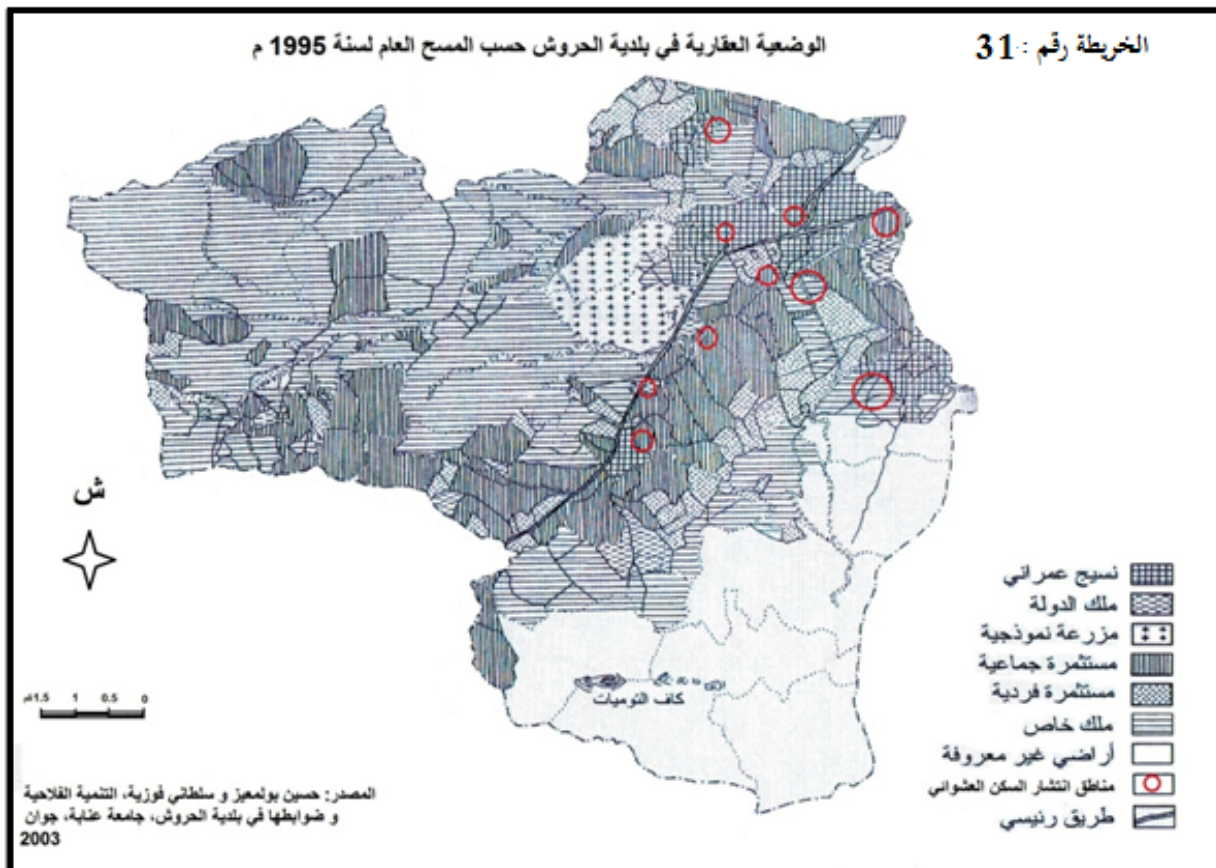 الخريطة رقم : 31
الوضعية العقارية في بلدية الحروش حسب المسح العام لسنة 1995 م
ش
نسيج عمراني
ملك الدولة
مزرعة نموذجية
مستثمرة جماعية
مستثمرة فردية
ملك خاص
أراضي غير معروفة
مناطق انتشار السكن العشوائي
طريق رئيسي
كاف التوميات
1.5كم 1 0.5 0
المصدر: حسين بولمعيز و سلطاني فوزية، التنمية الفلاحية
و ضوابطها في بلدية الحروش، جامعة عنابة، جوان
2003